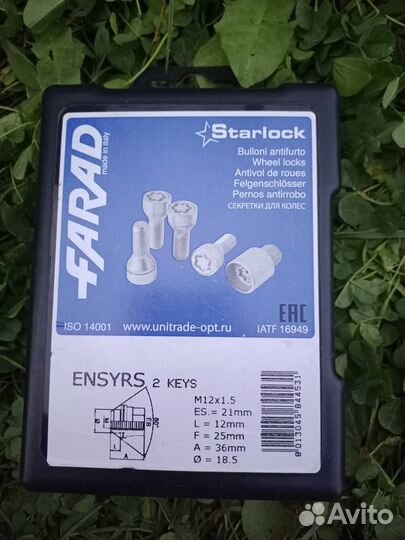 FARAD
made in Italy
Starlock
Bulloni antifurto
Wheel locks
Antivol de roues
Felgenschlösser
Pernos antirrobo
СЕКРЕТКИ ДЛЯ КОЛЕС
EAC
ISO 14001
www.unitrade-opt.ru
IATF 16949
ENSYRS 2 KEYS
M12x1.5
ES = 21mm
L = 12mm
F = 25mm
A = 36mm
Ø = 18.5
60°
ES
M
L
F
A
8013045844531
Avito